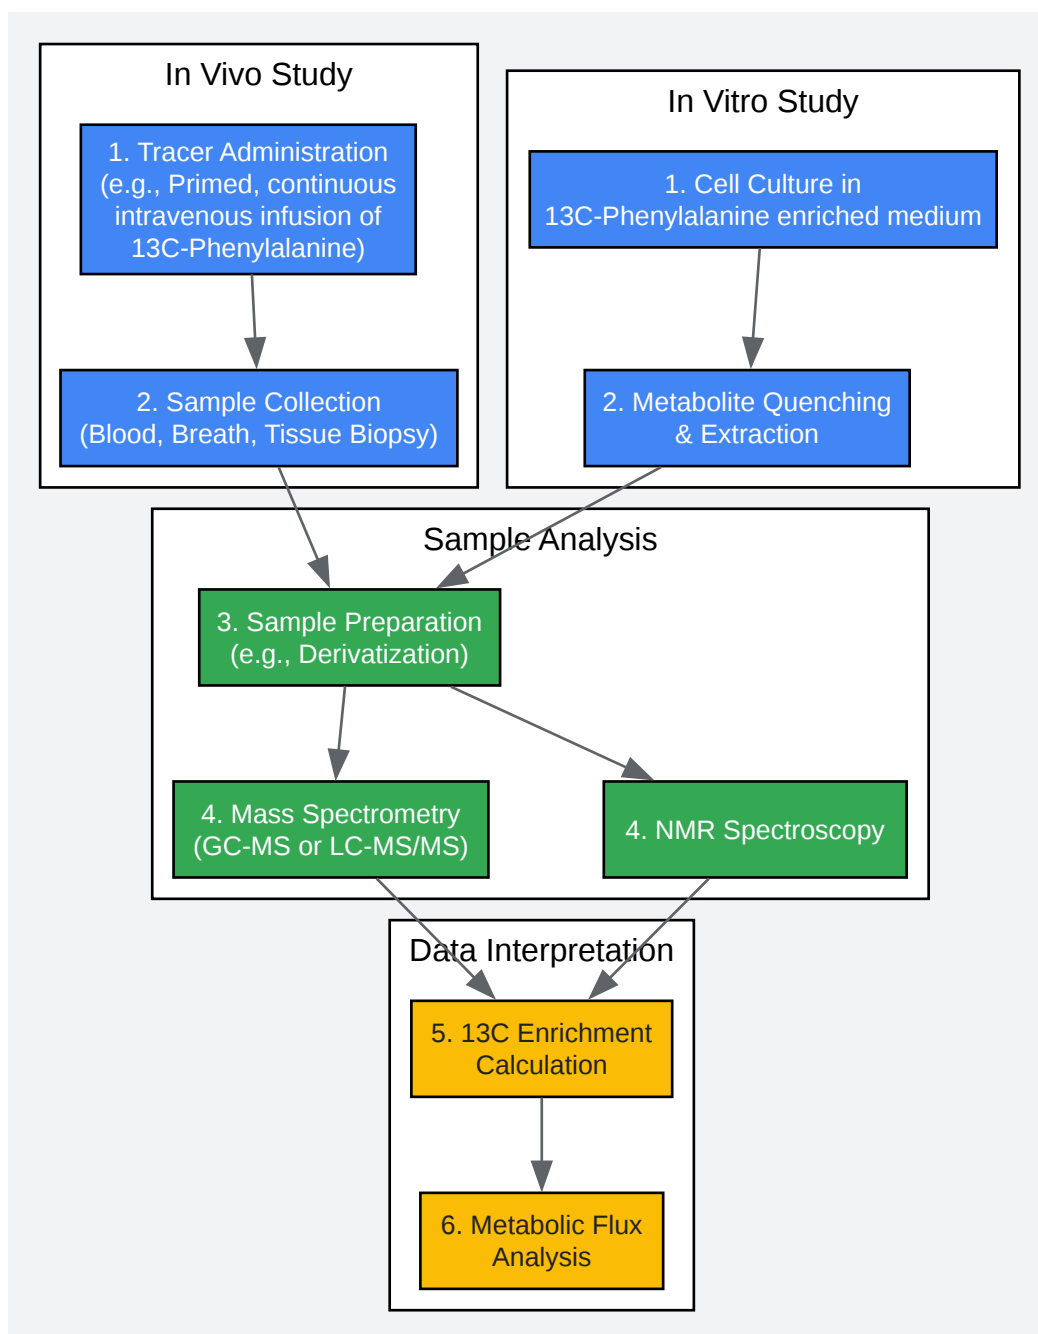 In Vivo Study
1. Tracer Administration
(e.g., Primed, continuous
intravenous infusion of
13C-Phenylalanine)
2. Sample Collection
(Blood, Breath, Tissue Biopsy)
In Vitro Study
1. Cell Culture in
13C-Phenylalanine enriched medium
2. Metabolite Quenching
& Extraction
Sample Analysis
3. Sample Preparation
(e.g., Derivatization)
4. Mass Spectrometry
(GC-MS or LC-MS/MS)
4. NMR Spectroscopy
Data Interpretation
5. 13C Enrichment
Calculation
6. Metabolic Flux
Analysis